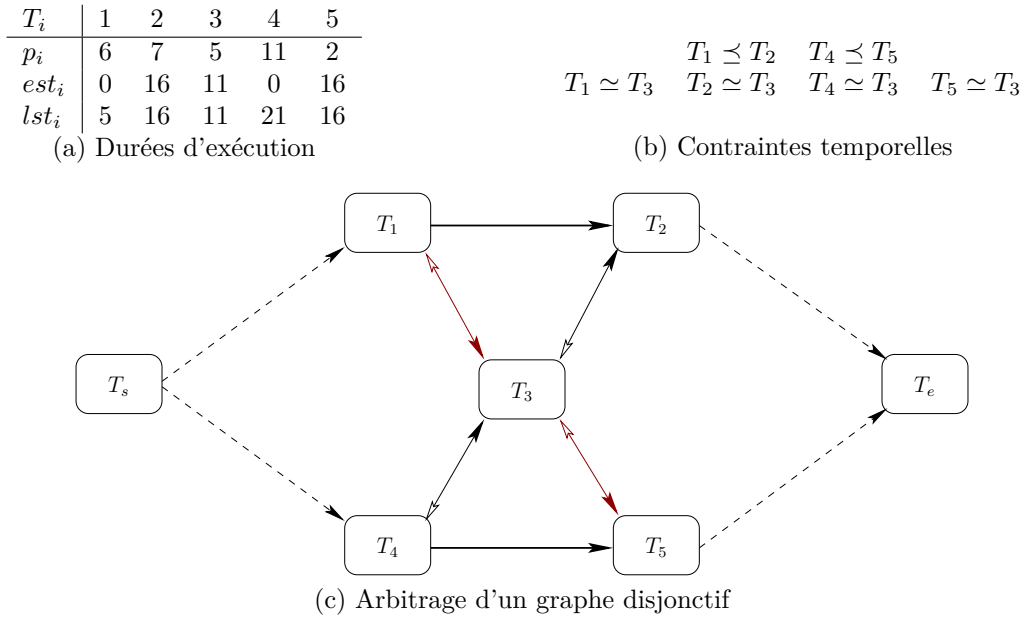 T_i 1 2 3 4 5
p_i 6 7 5 11 2
est_i 0 16 11 0 16
lst_i 5 16 11 21 16
(a) Durées d'exécution
T_1 ⪯ T_2 T_4 ⪯ T_5
T_1 ≃ T_3 T_2 ≃ T_3 T_4 ≃ T_3 T_5 ≃ T_3
(b) Contraintes temporelles
T_1
T_2
T_s
T_3
T_e
T_4
T_5
(c) Arbitrage d'un graphe disjonctif